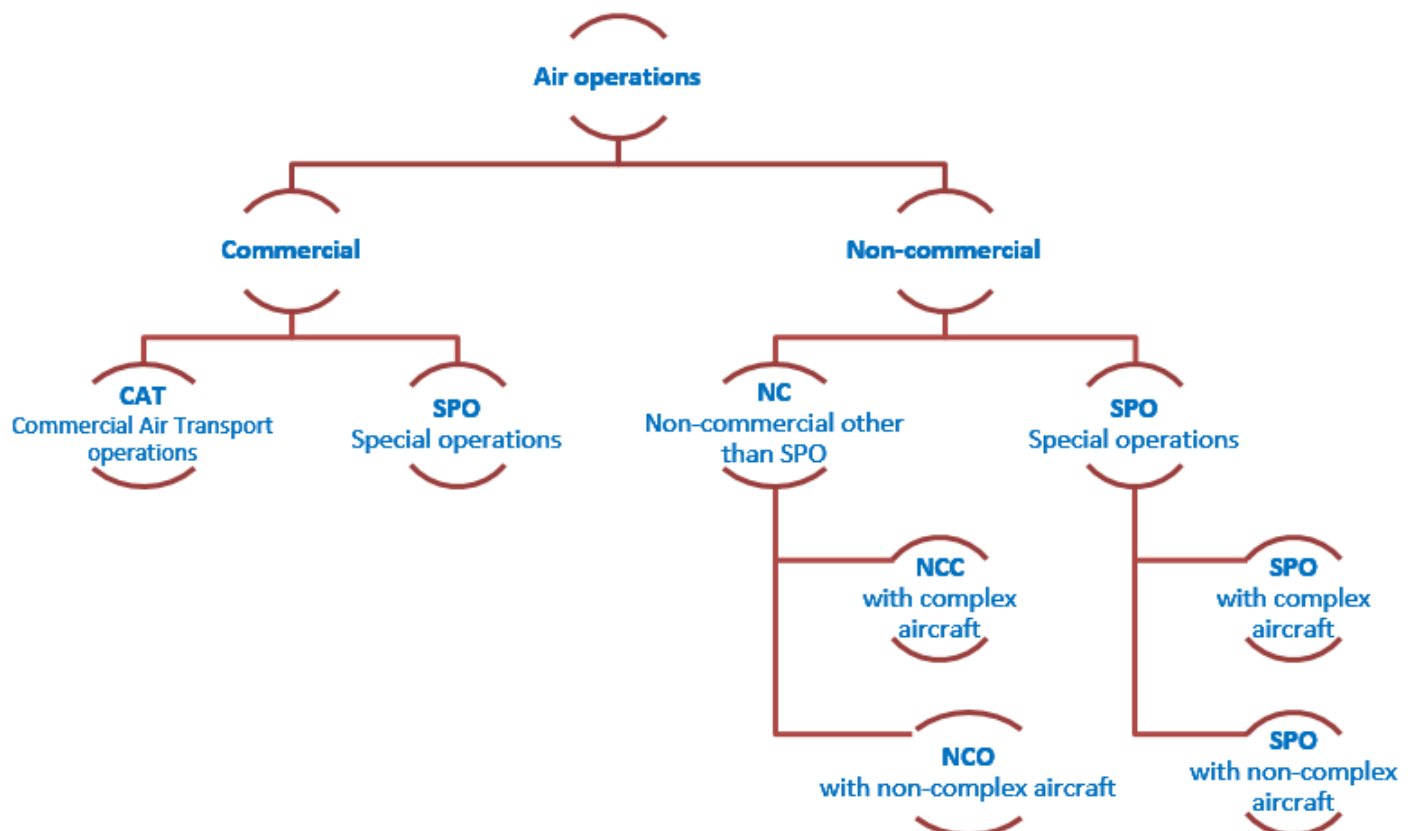 Air operations
Commercial
Non-commercial
CAT
Commercial Air Transport
operations
SPO
Special operations
NC
Non-commercial other
than SPO
SPO
Special operations
NCC
with complex
aircraft
SPO
with complex
aircraft
NCO
with non-complex aircraft
SPO
with non-complex
aircraft